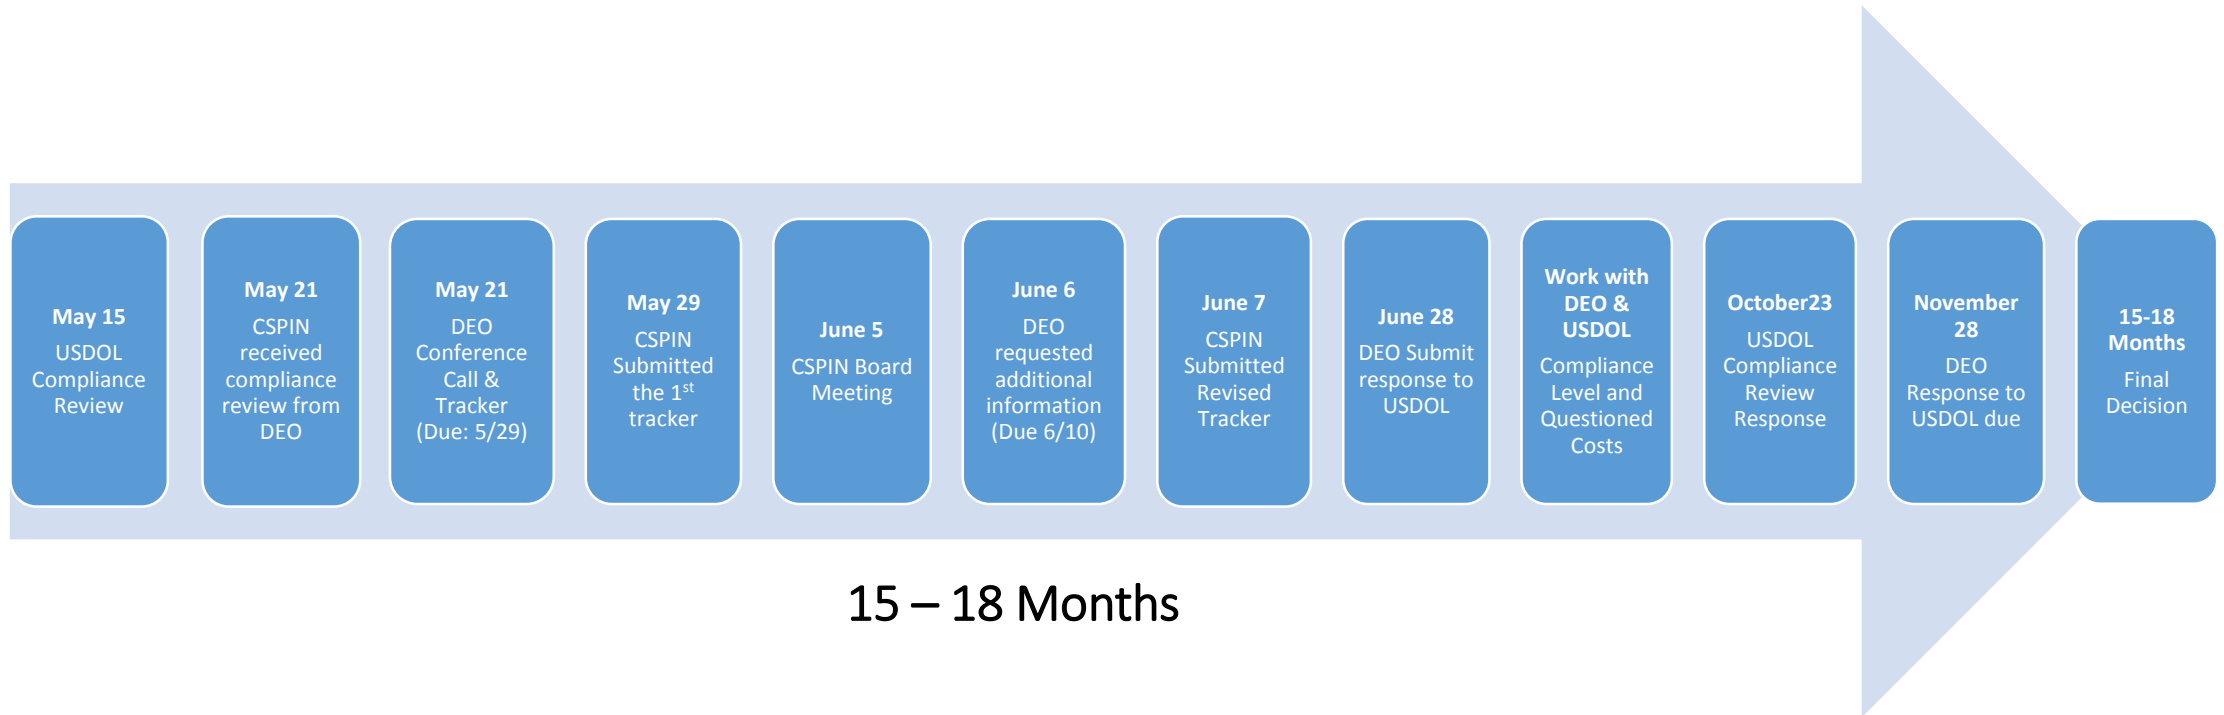 May 15
USDOL
Compliance
Review
May 21
CSPIN
received
compliance
review from
DEO
May 21
DEO
Conference
Call &
Tracker
(Due: 5/29)
May 29
CSPIN
Submitted
the 1st
tracker
June 5
CSPIN Board
Meeting
June 6
DEO
requested
additional
information
(Due 6/10)
June 7
CSPIN
Submitted
Revised
Tracker
June 28
DEO Submit
response to
USDOL
Work with
DEO &
USDOL
Compliance
Level and
Questioned
Costs
October23
USDOL
Compliance
Review
Response
November
28
DEO
Response to
USDOL due
15-18
Months
Final
Decision
15 – 18 Months